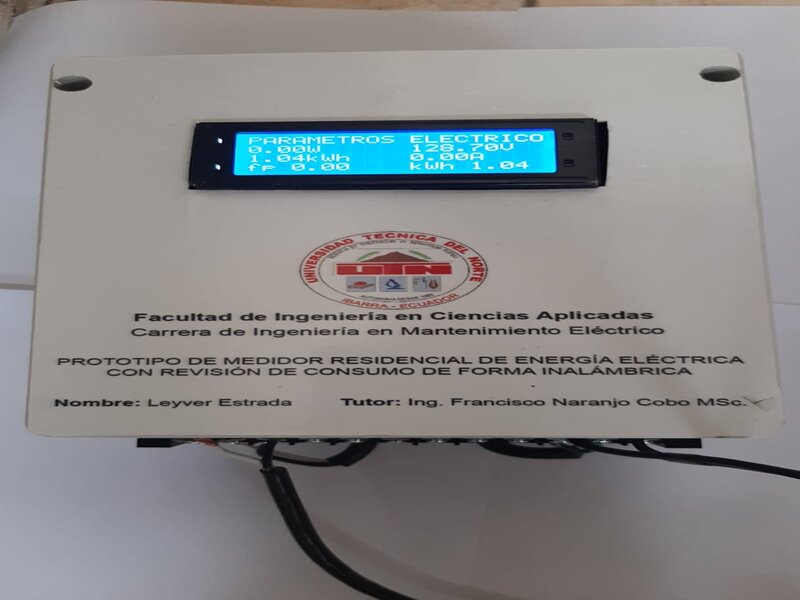 PARAMETROS ELECTRICO
0.00W 128.70V
1.04kWh 0.00A
fp 0.00 kWh 1.04
UNIVERSIDAD TECNICA DEL NORTE
UTN
IBARRA - ECUADOR
Facultad de Ingeniería en Ciencias Aplicadas
Carrera de Ingeniería en Mantenimiento Eléctrico
PROTOTIPO DE MEDIDOR RESIDENCIAL DE ENERGÍA ELÉCTRICA
CON REVISIÓN DE CONSUMO DE FORMA INALÁMBRICA
Nombre: Leyver Estrada Tutor: Ing. Francisco Naranjo Cobo MSc.